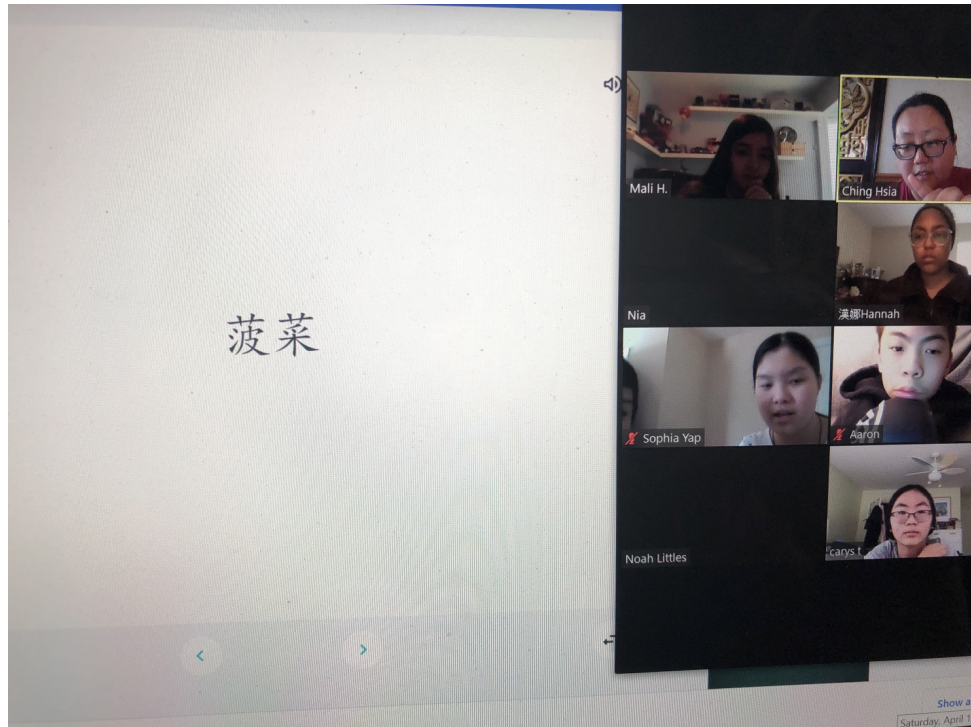 菠菜
Mali H.
Ching Hsia
Nia
漢娜Hannah
Sophia Yap
Aaron
Noah Littles
carys t
Show a
Saturday, April